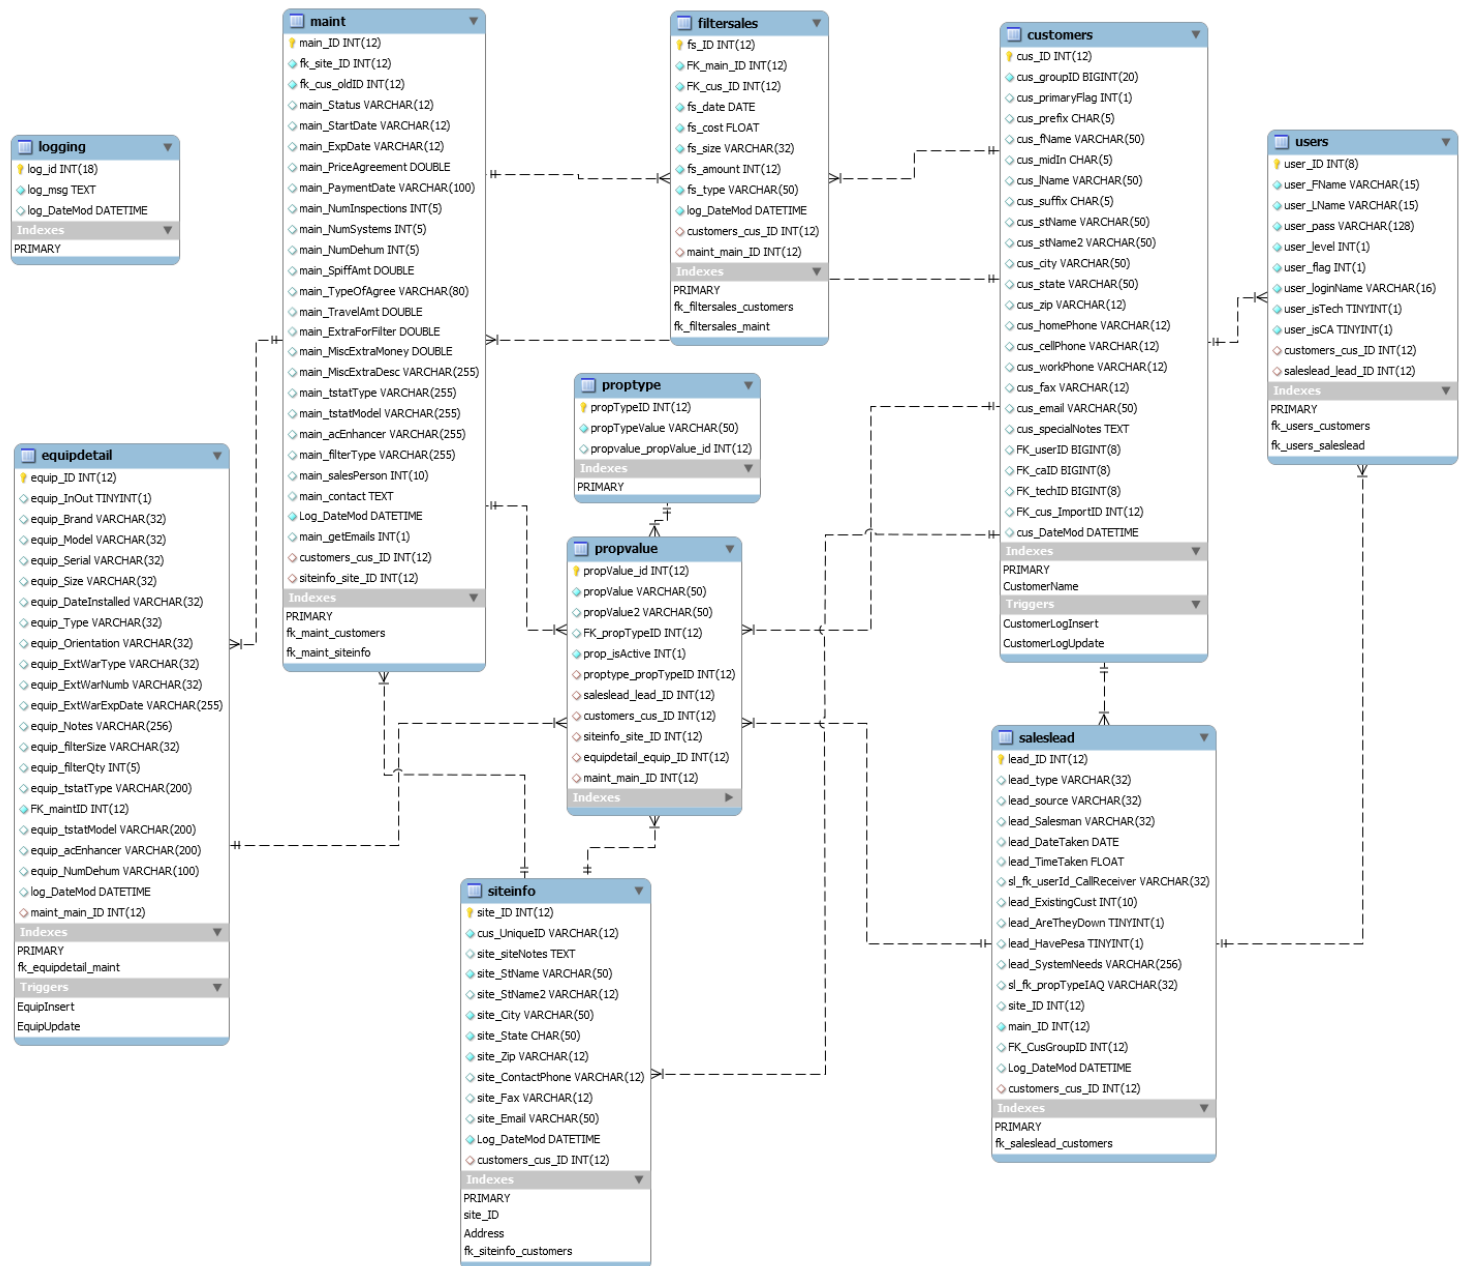 logging
log_id INT(18)
log_msg TEXT
log_DateMod DATETIME
Indexes
PRIMARY
equipdetail
equip_ID INT(12)
equip_InOut TINYINT(1)
equip_Brand VARCHAR(32)
equip_Model VARCHAR(32)
equip_Serial VARCHAR(32)
equip_Size VARCHAR(32)
equip_DateInstalled VARCHAR(32)
equip_Type VARCHAR(32)
equip_Orientation VARCHAR(32)
equip_ExtWarType VARCHAR(32)
equip_ExtWarNumb VARCHAR(32)
equip_ExtWarExpDate VARCHAR(255)
equip_Notes VARCHAR(256)
equip_filterSize VARCHAR(32)
equip_filterQty INT(5)
equip_tstatType VARCHAR(200)
FK_maintID INT(12)
equip_tstatModel VARCHAR(200)
equip_acEnhancer VARCHAR(200)
equip_NumDehum VARCHAR(100)
log_DateMod DATETIME
maint_main_ID INT(12)
Indexes
PRIMARY
fk_equipdetail_maint
Triggers
EquipInsert
EquipUpdate
maint
main_ID INT(12)
fk_site_ID INT(12)
fk_cus_oldID INT(12)
main_Status VARCHAR(12)
main_StartDate VARCHAR(12)
main_ExpDate VARCHAR(12)
main_PriceAgreement DOUBLE
main_PaymentDate VARCHAR(100)
main_NumInspections INT(5)
main_NumSystems INT(5)
main_NumDehum INT(5)
main_SpiffAmt DOUBLE
main_TypeOfAgree VARCHAR(80)
main_TravelAmt DOUBLE
main_ExtraForFilter DOUBLE
main_MiscExtraMoney DOUBLE
main_MiscExtraDesc VARCHAR(255)
main_tstatType VARCHAR(255)
main_tstatModel VARCHAR(255)
main_acEnhancer VARCHAR(255)
main_filterType VARCHAR(255)
main_salesPerson INT(10)
main_contact TEXT
Log_DateMod DATETIME
main_getEmails INT(1)
customers_cus_ID INT(12)
siteinfo_site_ID INT(12)
Indexes
PRIMARY
fk_maint_customers
fk_maint_siteinfo
filtersales
fs_ID INT(12)
FK_main_ID INT(12)
FK_cus_ID INT(12)
fs_date DATE
fs_cost FLOAT
fs_size VARCHAR(32)
fs_amount INT(12)
fs_type VARCHAR(50)
log_DateMod DATETIME
customers_cus_ID INT(12)
maint_main_ID INT(12)
Indexes
PRIMARY
fk_filtersales_customers
fk_filtersales_maint
proptype
propTypeID INT(12)
propTypeValue VARCHAR(50)
propvalue_propValue_id INT(12)
Indexes
PRIMARY
propvalue
propValue_id INT(12)
propValue VARCHAR(50)
propValue2 VARCHAR(50)
FK_propTypeID INT(12)
prop_isActive INT(1)
proptype_propTypeID INT(12)
saleslead_lead_ID INT(12)
customers_cus_ID INT(12)
siteinfo_site_ID INT(12)
equipdetail_equip_ID INT(12)
maint_main_ID INT(12)
Indexes
siteinfo
site_ID INT(12)
cus_UniqueID VARCHAR(12)
site_siteNotes TEXT
site_StName VARCHAR(50)
site_StName2 VARCHAR(12)
site_City VARCHAR(50)
site_State CHAR(50)
site_Zip VARCHAR(12)
site_ContactPhone VARCHAR(12)
site_Fax VARCHAR(12)
site_Email VARCHAR(50)
Log_DateMod DATETIME
customers_cus_ID INT(12)
Indexes
PRIMARY
site_ID
Address
fk_siteinfo_customers
customers
cus_ID INT(12)
cus_groupID BIGINT(20)
cus_primaryFlag INT(1)
cus_prefix CHAR(5)
cus_fName VARCHAR(50)
cus_midIn CHAR(5)
cus_lName VARCHAR(50)
cus_suffix CHAR(5)
cus_stName VARCHAR(50)
cus_stName2 VARCHAR(50)
cus_city VARCHAR(50)
cus_state VARCHAR(50)
cus_zip VARCHAR(12)
cus_homePhone VARCHAR(12)
cus_cellPhone VARCHAR(12)
cus_workPhone VARCHAR(12)
cus_fax VARCHAR(12)
cus_email VARCHAR(50)
cus_specialNotes TEXT
FK_userID BIGINT(8)
FK_caID BIGINT(8)
FK_techID BIGINT(8)
FK_cus_ImportID INT(12)
cus_DateMod DATETIME
Indexes
PRIMARY
CustomerName
Triggers
CustomerLogInsert
CustomerLogUpdate
saleslead
lead_ID INT(12)
lead_type VARCHAR(32)
lead_source VARCHAR(32)
lead_Salesman VARCHAR(32)
lead_DateTaken DATE
lead_TimeTaken FLOAT
sl_fk_userId_CallReceiver VARCHAR(32)
lead_ExistingCust INT(10)
lead_AreTheyDown TINYINT(1)
lead_HavePesa TINYINT(1)
lead_SystemNeeds VARCHAR(256)
sl_fk_propTypeIAQ VARCHAR(32)
site_ID INT(12)
main_ID INT(12)
FK_CusGroupID INT(12)
Log_DateMod DATETIME
customers_cus_ID INT(12)
Indexes
PRIMARY
fk_saleslead_customers
users
user_ID INT(8)
user_FName VARCHAR(15)
user_LName VARCHAR(15)
user_pass VARCHAR(128)
user_level INT(1)
user_flag INT(1)
user_loginName VARCHAR(16)
user_isTech TINYINT(1)
user_isCA TINYINT(1)
customers_cus_ID INT(12)
saleslead_lead_ID INT(12)
Indexes
PRIMARY
fk_users_customers
fk_users_saleslead